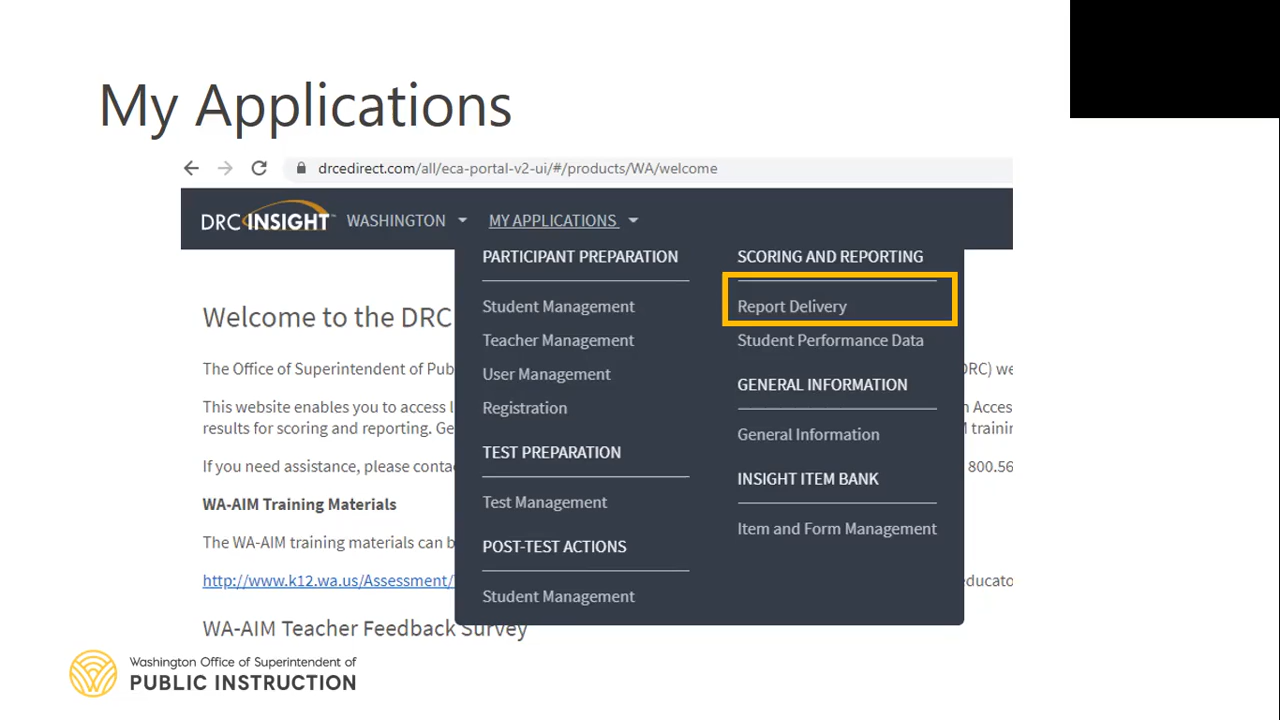 My Applications
drcedirect.com/all/eca-portal-v2-ui/#/products/WA/welcome
DRC INSIGHT™ WASHINGTON MY APPLICATIONS
PARTICIPANT PREPARATION
Student Management
Teacher Management
User Management
Registration
TEST PREPARATION
Test Management
POST-TEST ACTIONS
Student Management
SCORING AND REPORTING
Report Delivery
Student Performance Data
GENERAL INFORMATION
General Information
INSIGHT ITEM BANK
Item and Form Management
Welcome to the DRC
The Office of Superintendent of Pub DRC) we
This website enables you to access l n Acces
results for scoring and reporting. Ge M trainin
If you need assistance, please conta 800.56
WA-AIM Training Materials
The WA-AIM training materials can b
http://www.k12.wa.us/Assessment/ educato
WA-AIM Teacher Feedback Survey
Washington Office of Superintendent of
PUBLIC INSTRUCTION